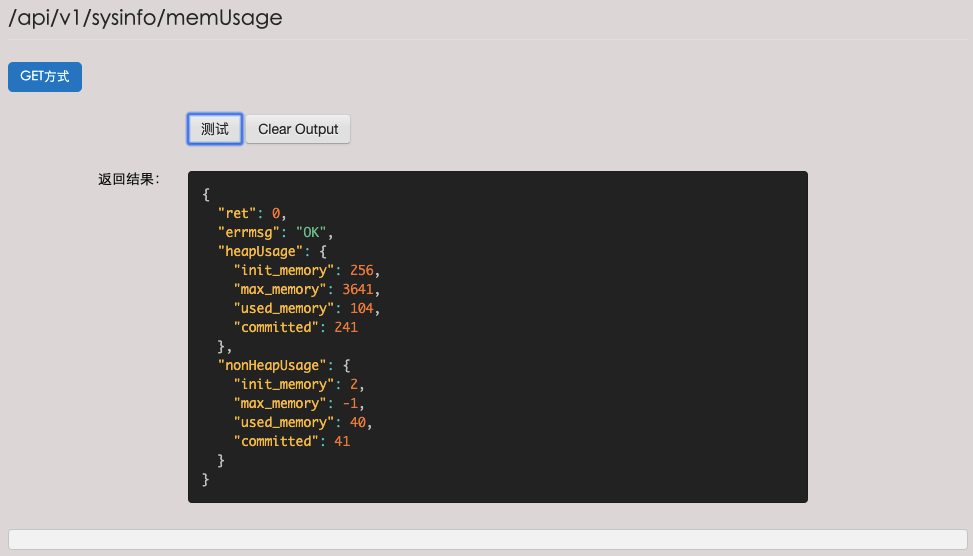 /api/v1/sysinfo/memUsage
GET方式
测试 Clear Output
返回结果:
{
  "ret": 0,
  "errmsg": "OK",
  "heapUsage": {
    "init_memory": 256,
    "max_memory": 3641,
    "used_memory": 104,
    "committed": 241
  },
  "nonHeapUsage": {
    "init_memory": 2,
    "max_memory": -1,
    "used_memory": 40,
    "committed": 41
  }
}